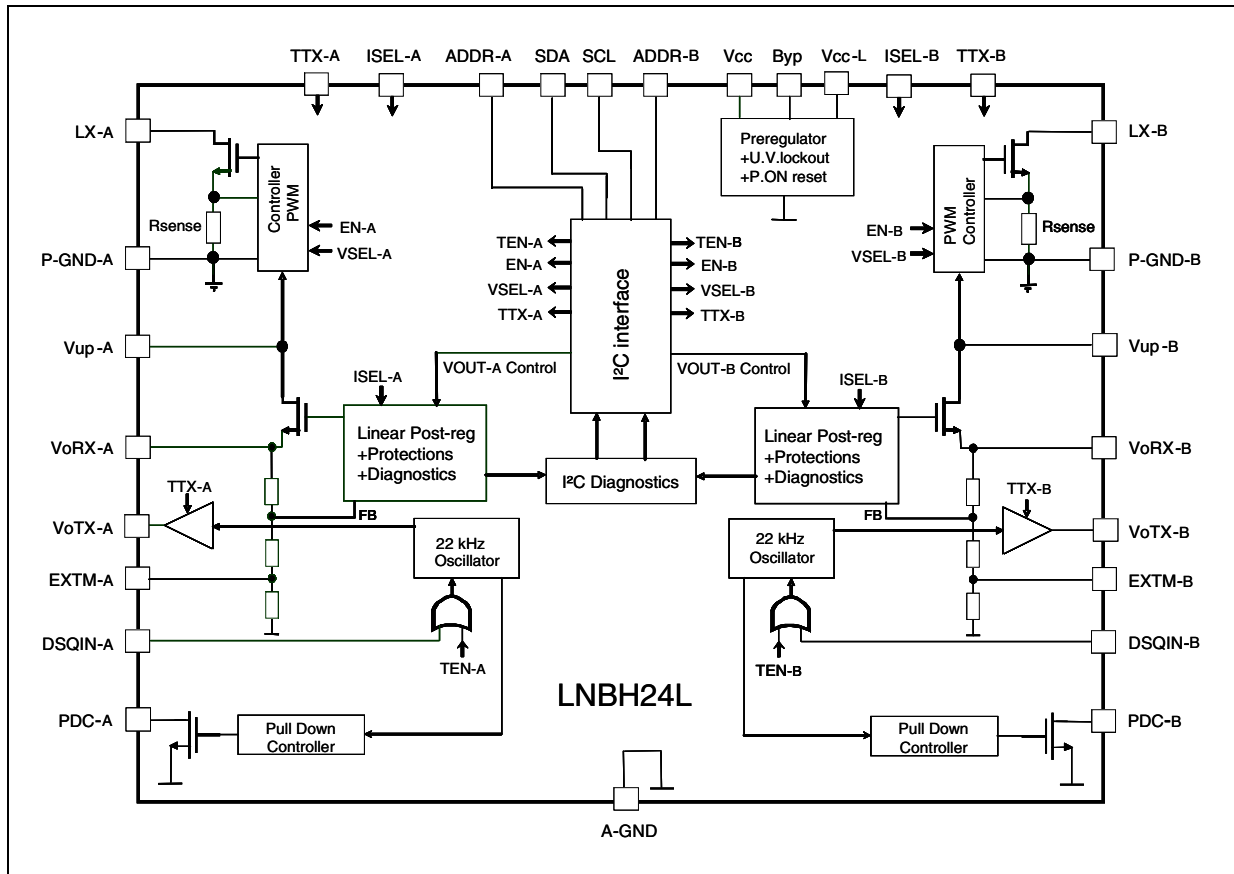 TTX-A ISEL-A ADDR-A SDA SCL ADDR-B Vcc Byp Vcc-L ISEL-B TTX-B
LX-A
LX-B
Controller
PWM
Preregulator
+U.V.lockout
+P.ON reset
PWM
Controller
Rsense
Rsense
EN-A
VSEL-A
EN-B
VSEL-B
P-GND-A
P-GND-B
TEN-A
EN-A
VSEL-A
TTX-A
I²C interface
TEN-B
EN-B
VSEL-B
TTX-B
Vup-A
Vup-B
VOUT-A Control
VOUT-B Control
ISEL-A
ISEL-B
Linear Post-reg
+Protections
+Diagnostics
Linear Post-reg
+Protections
+Diagnostics
VoRX-A
VoRX-B
I²C Diagnostics
TTX-A
TTX-B
FB
FB
VoTX-A
VoTX-B
22 kHz
Oscillator
22 kHz
Oscillator
EXTM-A
EXTM-B
DSQIN-A
DSQIN-B
TEN-A
TEN-B
LNBH24L
PDC-A
PDC-B
Pull Down
Controller
Pull Down
Controller
A-GND